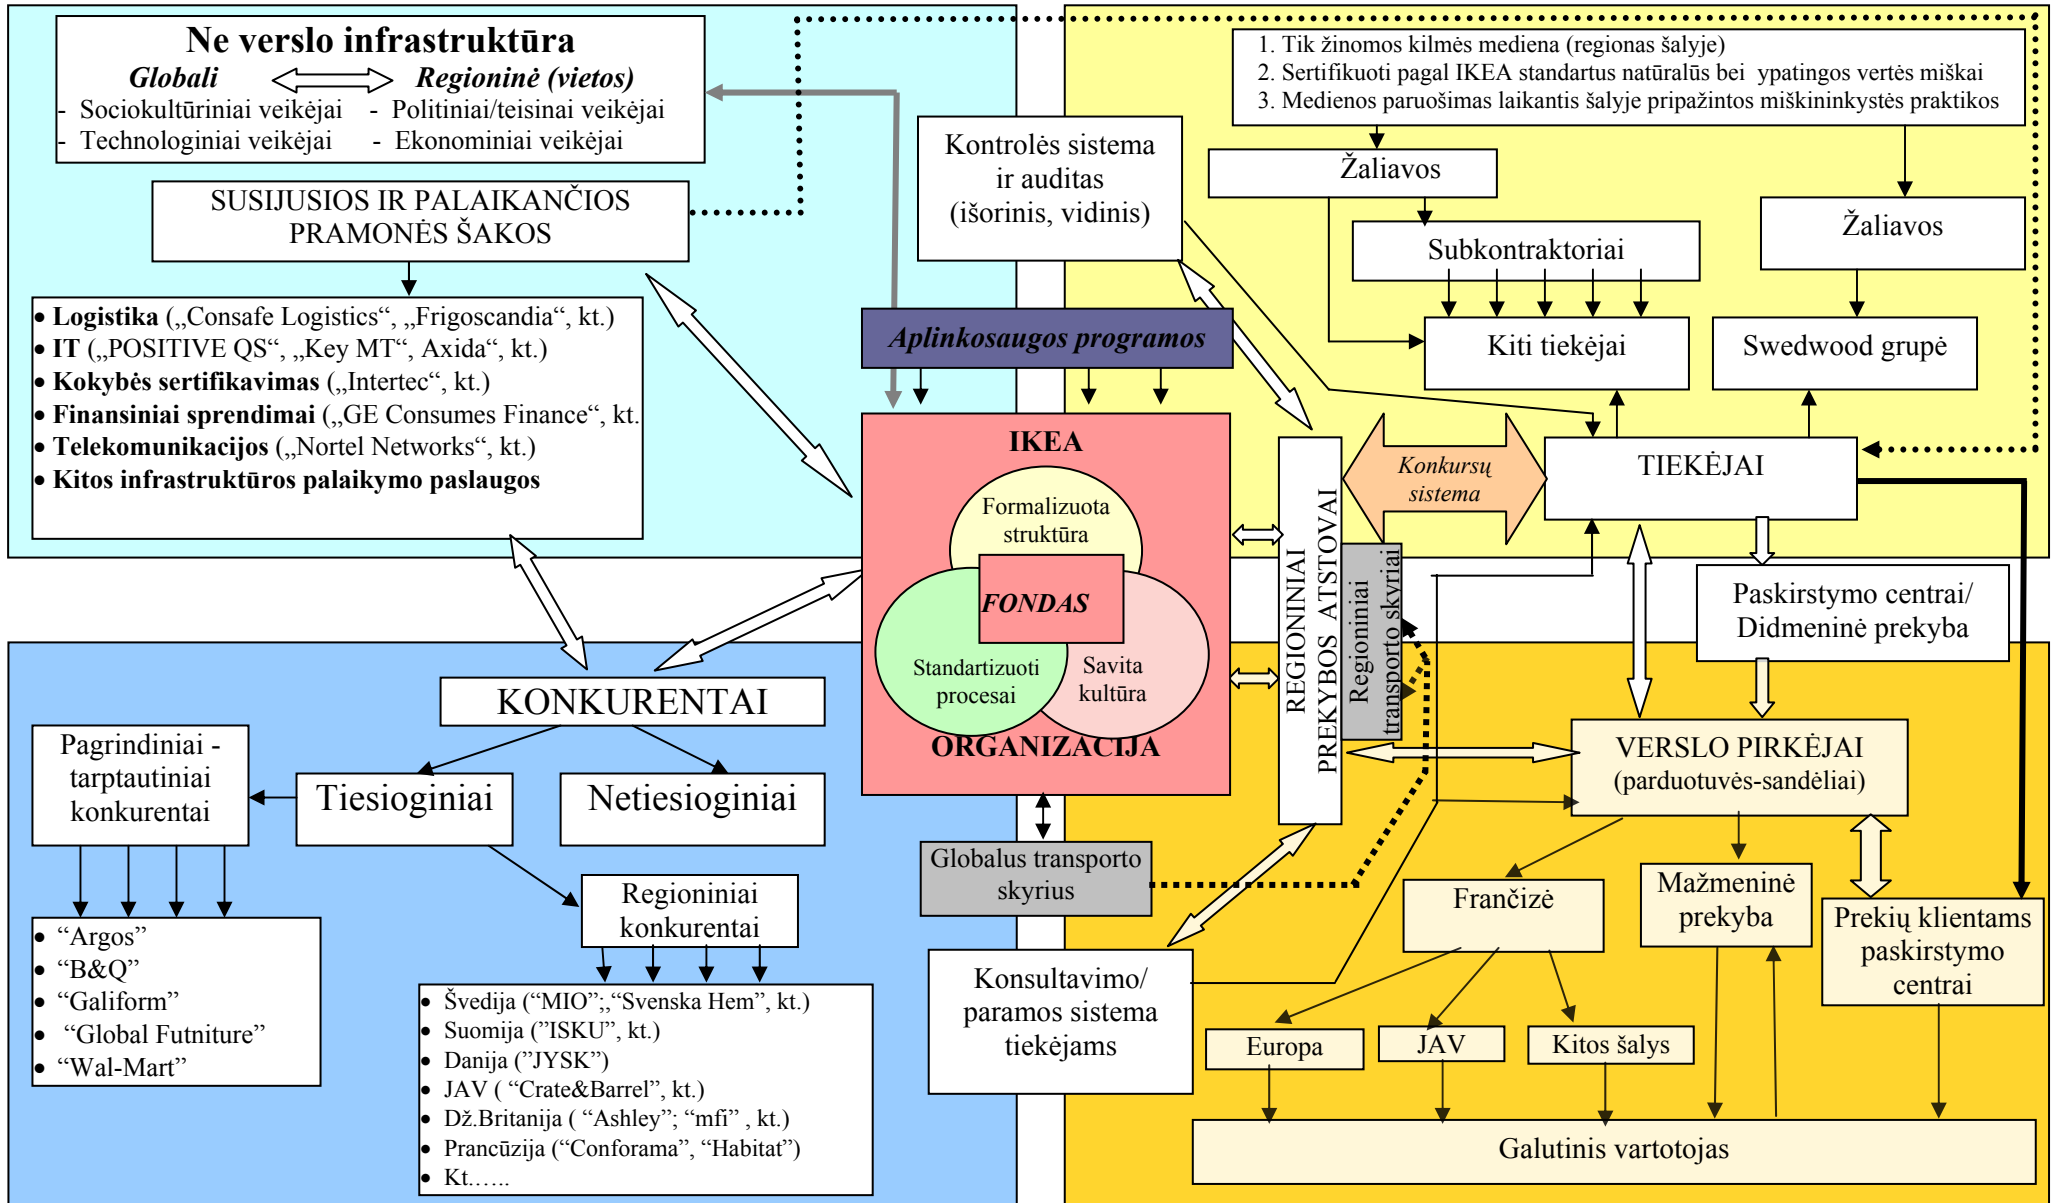 Ne verslo infrastruktūra
Globali Regioninė (vietos)
- Sociokultūriniai veikėjai - Politiniai/teisinai veikėjai
- Technologiniai veikėjai - Ekonominiai veikėjai
SUSIJUSIOS IR PALAIKANČIOS
PRAMONĖS ŠAKOS
• Logistika („Consafe Logistics“, „Frigoscandia“, kt.)
• IT („POSITIVE QS“, „Key MT“, Axida“, kt.)
• Kokybės sertifikavimas („Intertec“, kt.)
• Finansiniai sprendimai („GE Consumes Finance“, kt.
• Telekomunikacijos („Nortel Networks“, kt.)
• Kitos infrastruktūros palaikymo paslaugos
Kontrolės sistema
ir auditas
(išorinis, vidinis)
1. Tik žinomos kilmės mediena (regionas šalyje)
2. Sertifikuoti pagal IKEA standartus natūralūs bei ypatingos vertės miškai
3. Medienos paruošimas laikantis šalyje pripažintos miškininkystės praktikos
Žaliavos
Žaliavos
Subkontraktoriai
Kiti tiekėjai
Swedwood grupė
Aplinkosaugos programos
IKEA
Formalizuota
struktūra
FONDAS
Standartizuoti
procesai
Savita
kultūra
ORGANIZACIJA
REGIONINIAI
PREKYBOS ATSTOVAI
Regioniniai
transporto skyriai
Konkursų
sistema
TIEKĖJAI
Paskirstymo centrai/
Didmeninė prekyba
KONKURENTAI
Pagrindiniai -
tarptautiniai
konkurentai
Tiesioginiai
Netiesioginiai
Regioniniai
konkurentai
• “Argos”
• “B&Q”
• “Galiform”
• “Global Futniture”
• “Wal-Mart”
• Švedija (“MIO”;„“Svenska Hem”, kt.)
• Suomija (”ISKU”, kt.)
• Danija (”JYSK”)
• JAV ( “Crate&Barrel”, kt.)
• Dž.Britanija ( “Ashley”; “mfi” , kt.)
• Prancūzija (“Conforama”, “Habitat”)
• Kt……
Globalus transporto
skyrius
Konsultavimo/
paramos sistema
tiekėjams
VERSLO PIRKĖJAI
(parduotuvės-sandėliai)
Frančizė
Mažmeninė
prekyba
Prekių klientams
paskirstymo
centrai
Europa
JAV
Kitos šalys
Galutinis vartotojas